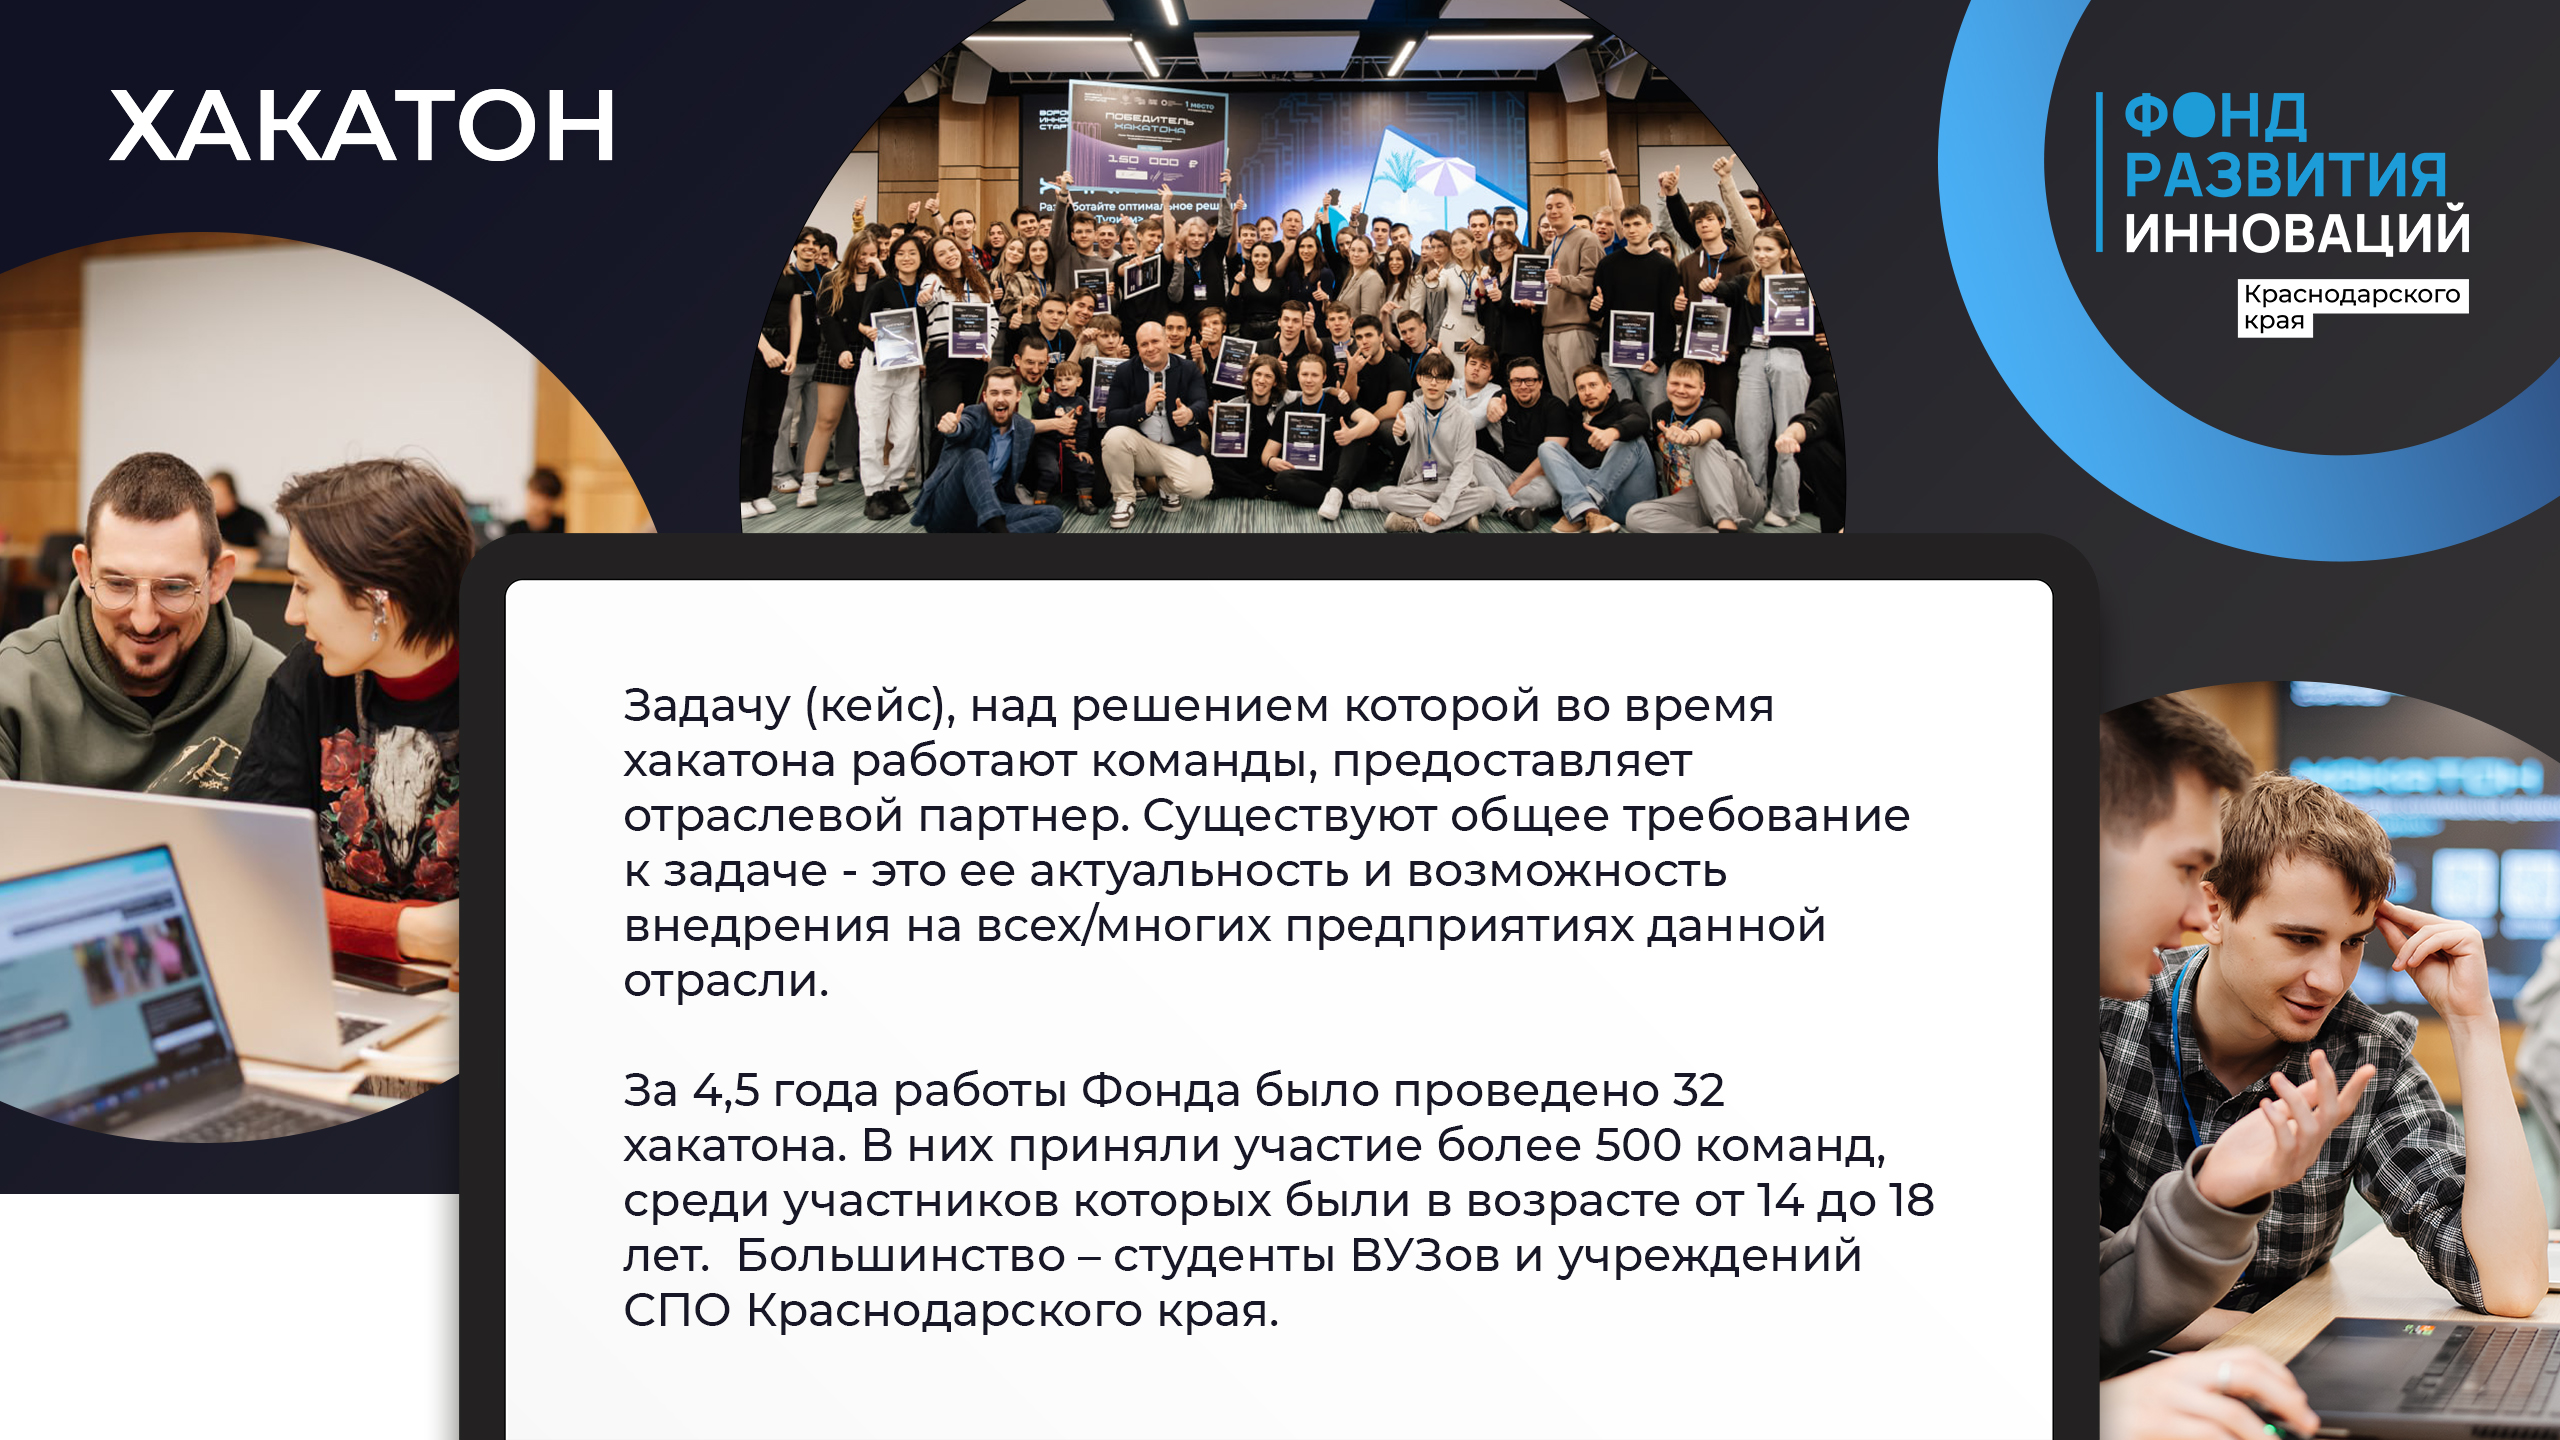 ХАКАТОН
ФОНД
РАЗВИТИЯ
ИННОВАЦИЙ
Краснодарского
края
1 место
ПОБЕДИТЕЛЬ
ХАКАТОНА
150 000 ₽
Задачу (кейс), над решением которой во время
хакатона работают команды, предоставляет
отраслевой партнер. Существуют общее требование
к задаче - это ее актуальность и возможность
внедрения на всех/многих предприятиях данной
отрасли.
За 4,5 года работы Фонда было проведено 32
хакатона. В них приняли участие более 500 команд,
среди участников которых были в возрасте от 14 до 18
лет.  Большинство – студенты ВУЗов и учреждений
СПО Краснодарского края.